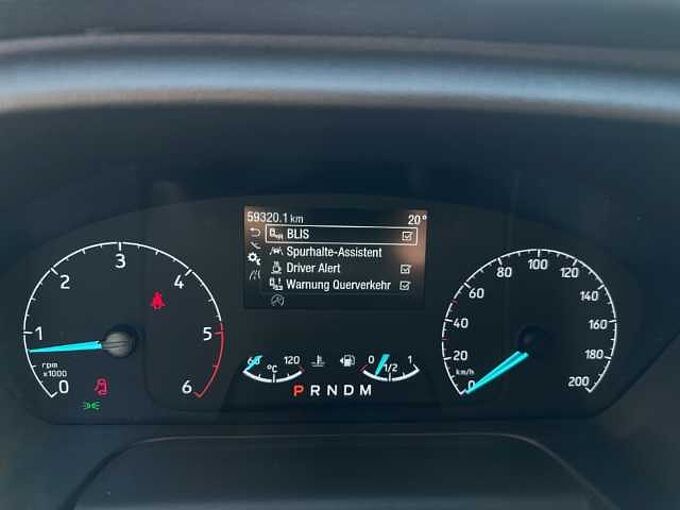 59320.1 km 20°
BLIS
Spurhalte-Assistent
Driver Alert
Warnung Querverkehr
0 1 2 3 4 5 6
rpm
x1000
60 120
°C
0 1/2 1
P R N D M
0 20 40 60 80 100 120 140 160 180 200
km/h